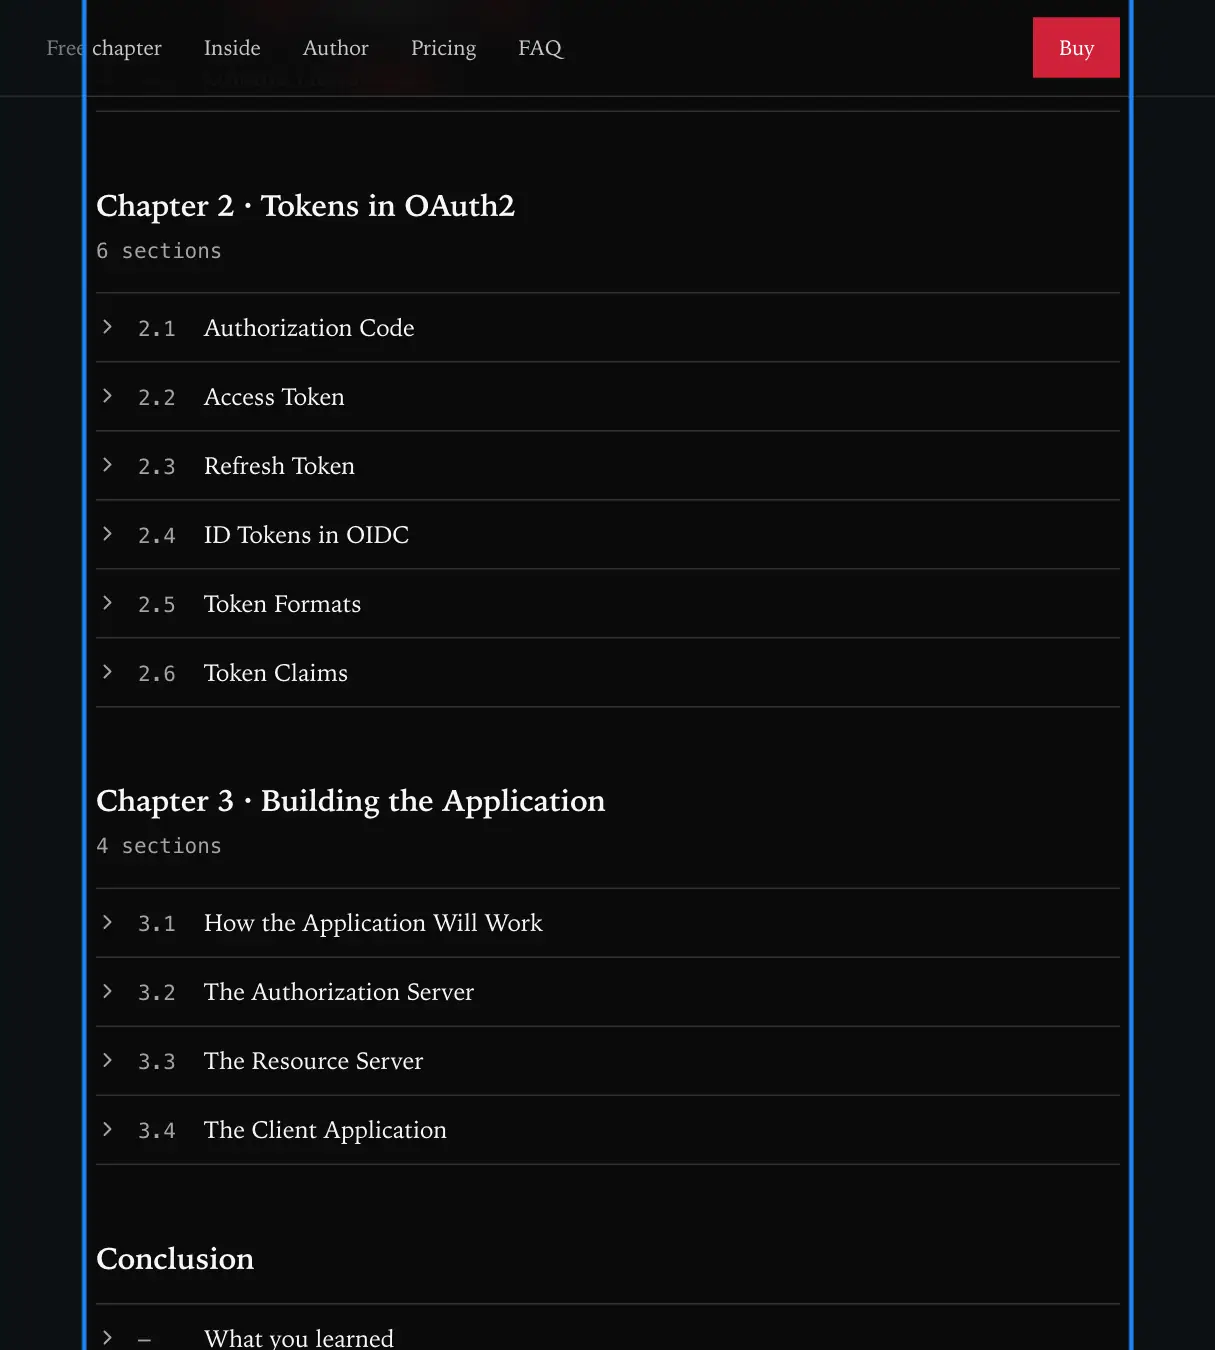 Free chapter Inside Author Pricing FAQ Buy
Chapter 2 · Tokens in OAuth2
6 sections
2.1 Authorization Code
2.2 Access Token
2.3 Refresh Token
2.4 ID Tokens in OIDC
2.5 Token Formats
2.6 Token Claims
Chapter 3 · Building the Application
4 sections
3.1 How the Application Will Work
3.2 The Authorization Server
3.3 The Resource Server
3.4 The Client Application
Conclusion
– What you learned